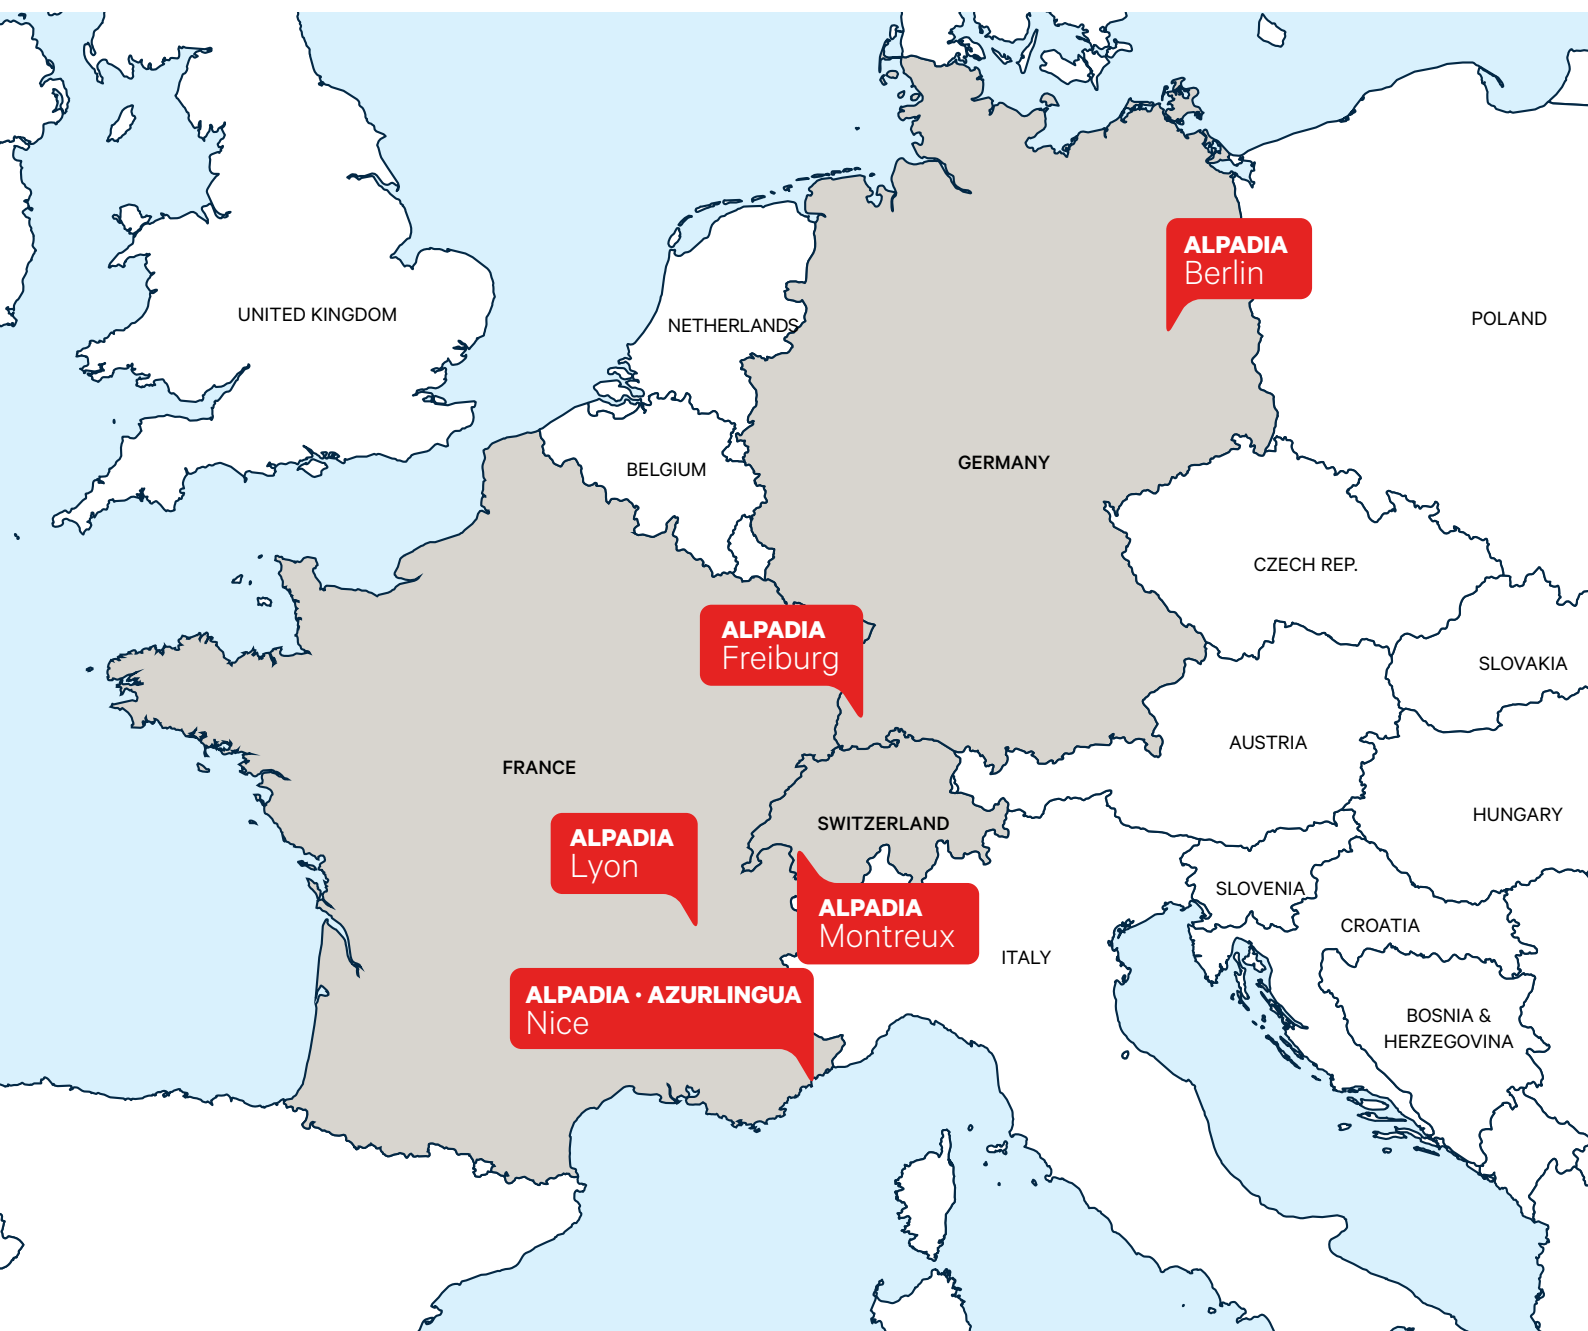 ALPADIA
Berlin
UNITED KINGDOM
NETHERLANDS
POLAND
BELGIUM
GERMANY
CZECH REP.
ALPADIA
Freiburg
SLOVAKIA
AUSTRIA
FRANCE
HUNGARY
SWITZERLAND
ALPADIA
Lyon
SLOVENIA
ALPADIA
Montreux
CROATIA
ITALY
ALPADIA · AZURLINGUA
Nice
BOSNIA &
HERZEGOVINA